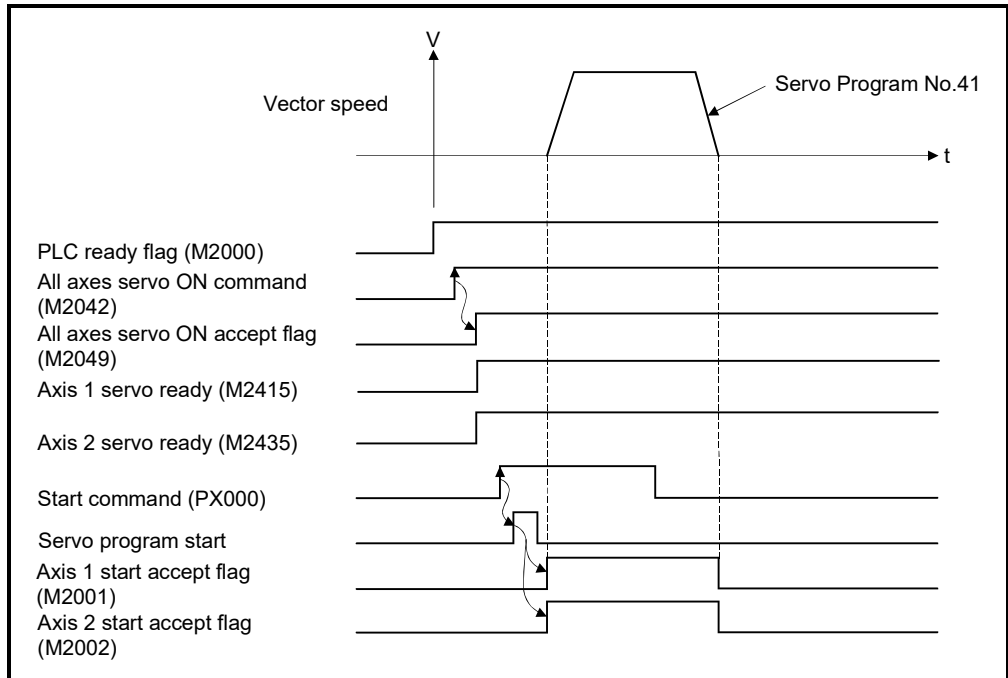 V
Servo Program No.41
Vector speed
t
PLC ready flag (M2000)
All axes servo ON command
(M2042)
All axes servo ON accept flag
(M2049)
Axis 1 servo ready (M2415)
Axis 2 servo ready (M2435)
Start command (PX000)
Servo program start
Axis 1 start accept flag
(M2001)
Axis 2 start accept flag
(M2002)